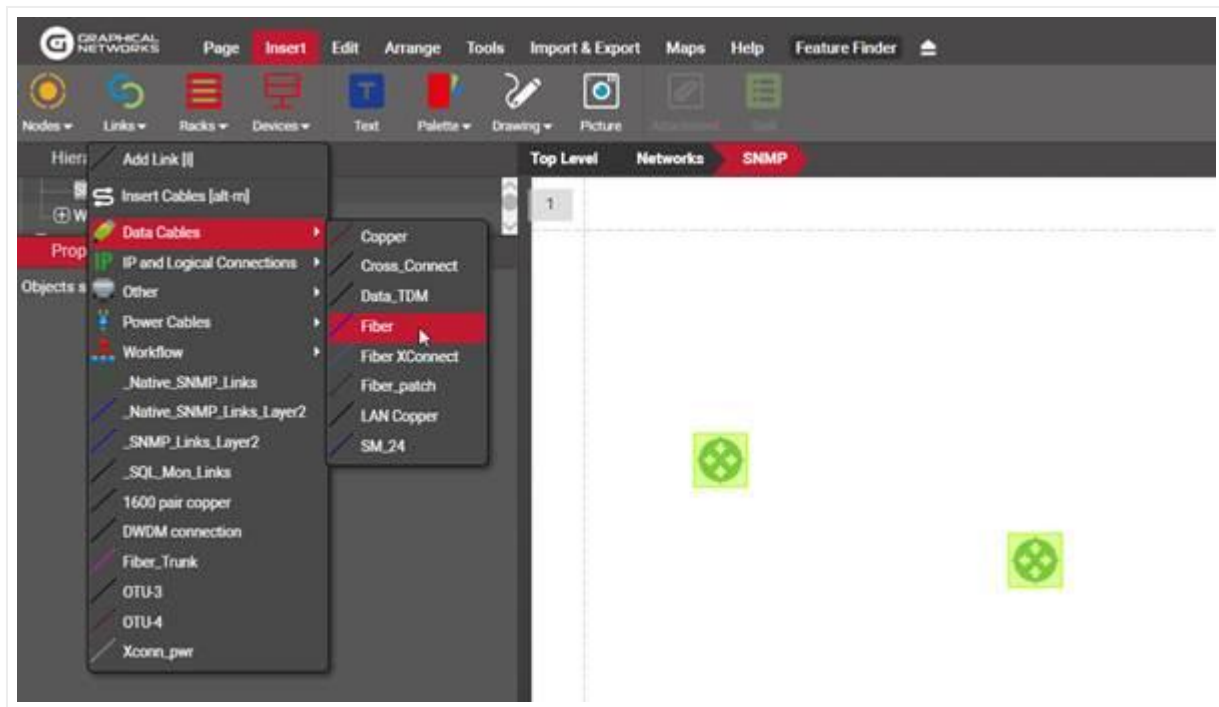 GRAPHICAL
NETWORKS
Page Insert Edit Arrange Tools Import & Export Maps Help Feature Finder
Nodes Links Racks Devices Text Palette Drawing Picture
Hier
Top Level Networks SNMP
Add Link [l]
1
Insert Cables [alt-m]
W
Data Cables
Copper
Prop
IP and Logical Connections
Cross_Connect
Objects s
Other
Data_TDM
Power Cables
Fiber
Workflow
Fiber XConnect
_Native_SNMP_Links
Fiber_patch
_Native_SNMP_Links_Layer2
LAN Copper
_SNMP_Links_Layer2
SM_24
_SQL_Mon_Links
1600 pair copper
DWDM connection
Fiber_Trunk
OTU-3
OTU-4
Xconn_pwr